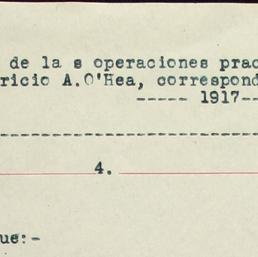 de la s operaciones prac
ricio A.O'Hea, correspond
----- 1917--
4.
ue:-